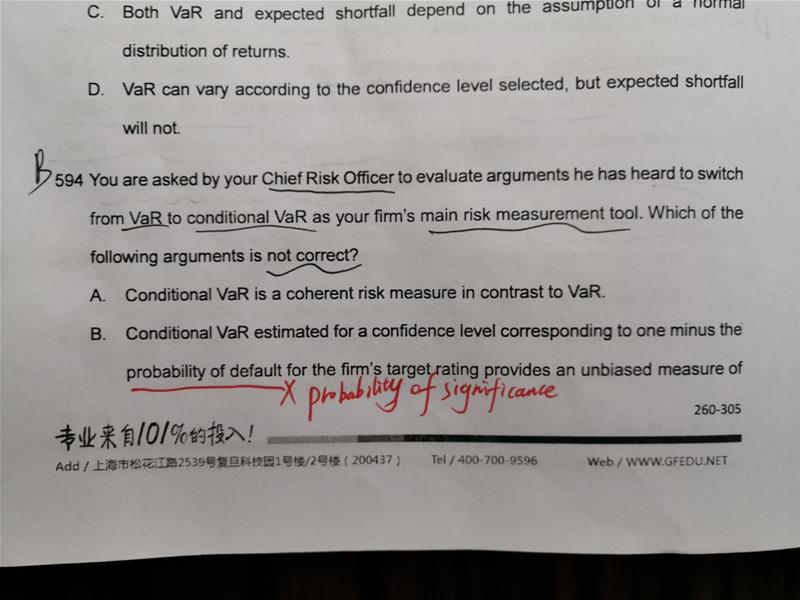 C. Both VaR and expected shortfall depend on the assumption of a normal
distribution of returns.
D. VaR can vary according to the confidence level selected, but expected shortfall
will not.
B
594 You are asked by your Chief Risk Officer to evaluate arguments he has heard to switch
from VaR to conditional VaR as your firm's main risk measurement tool. Which of the
following arguments is not correct?
A. Conditional VaR is a coherent risk measure in contrast to VaR.
B. Conditional VaR estimated for a confidence level corresponding to one minus the
probability of default for the firm's target rating provides an unbiased measure of
X probability of significance
260-305
专业来自101%的投入!
Add / 上海市松花江路2539号复旦科技园1号楼/2号楼(200437) Tel / 400-700-9596 Web / WWW.GFEDU.NET